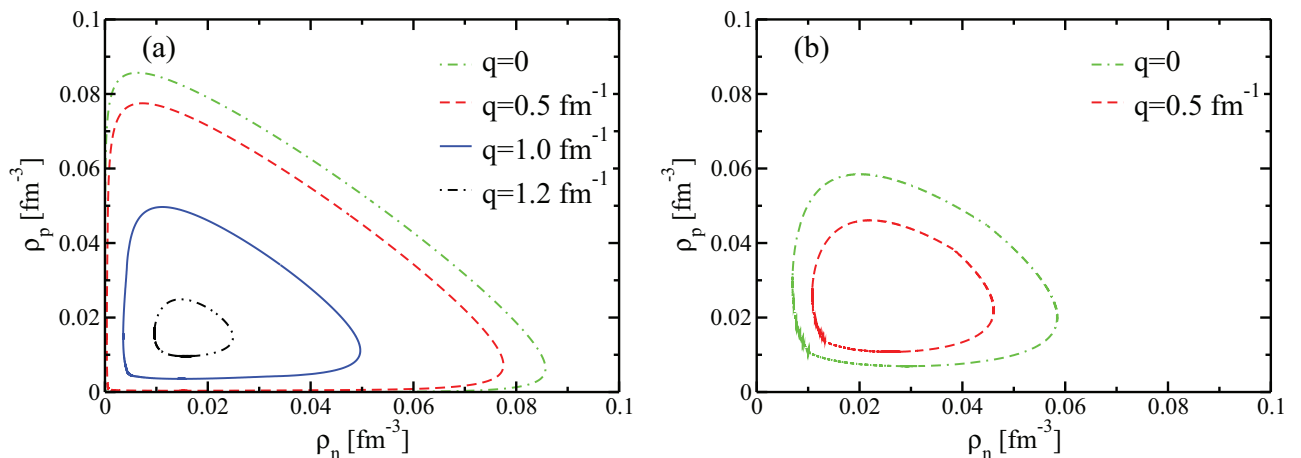 (a)
q=0
q=0.5 fm⁻¹
q=1.0 fm⁻¹
q=1.2 fm⁻¹
0.1
0.08
0.06
0.04
0.02
0
ρp [fm⁻³]
0 0.02 0.04 0.06 0.08 0.1
ρn [fm⁻³]
(b)
q=0
q=0.5 fm⁻¹
0.1
0.08
0.06
0.04
0.02
0
ρp [fm⁻³]
0 0.02 0.04 0.06 0.08 0.1
ρn [fm⁻³]